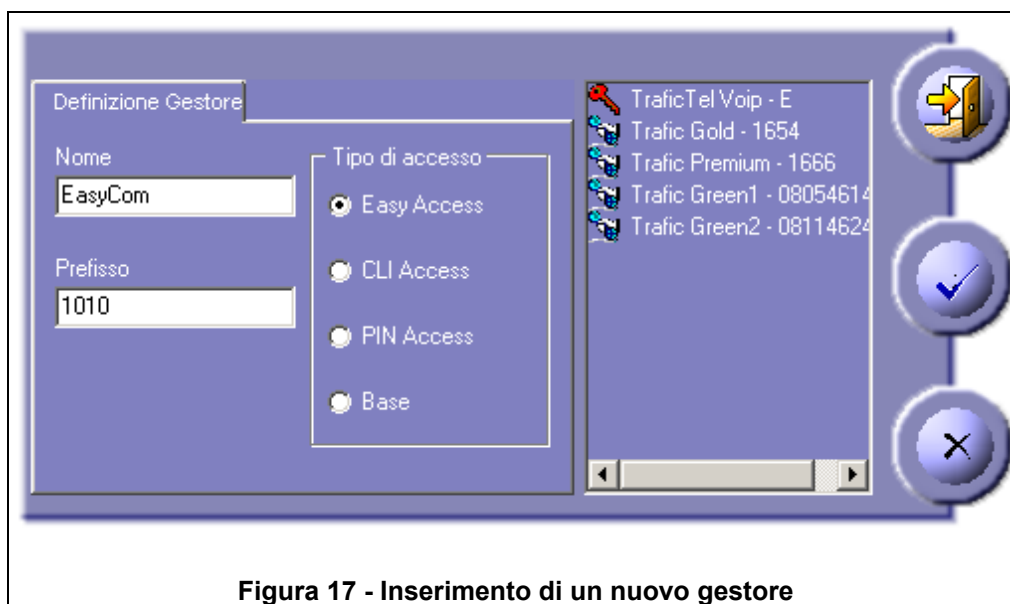 Definizione Gestore
Nome
EasyCom
Prefisso
1010
Tipo di accesso
Easy Access
CLI Access
PIN Access
Base
TraficTel Voip - E
Trafic Gold - 1654
Trafic Premium - 1666
Trafic Green1 - 08054614
Trafic Green2 - 08114624
Figura 17 - Inserimento di un nuovo gestore